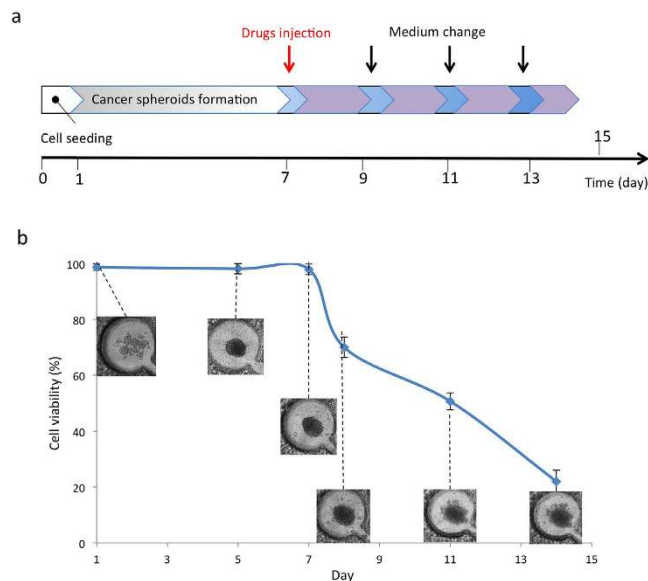 a
Drugs injection
Medium change
Cancer spheroids formation
Cell seeding
15
0 1 7 9 11 13 Time (day)
b
100
80
60
40
20
0
Cell viability (%)
1 3 5 7 9 11 13 15
Day